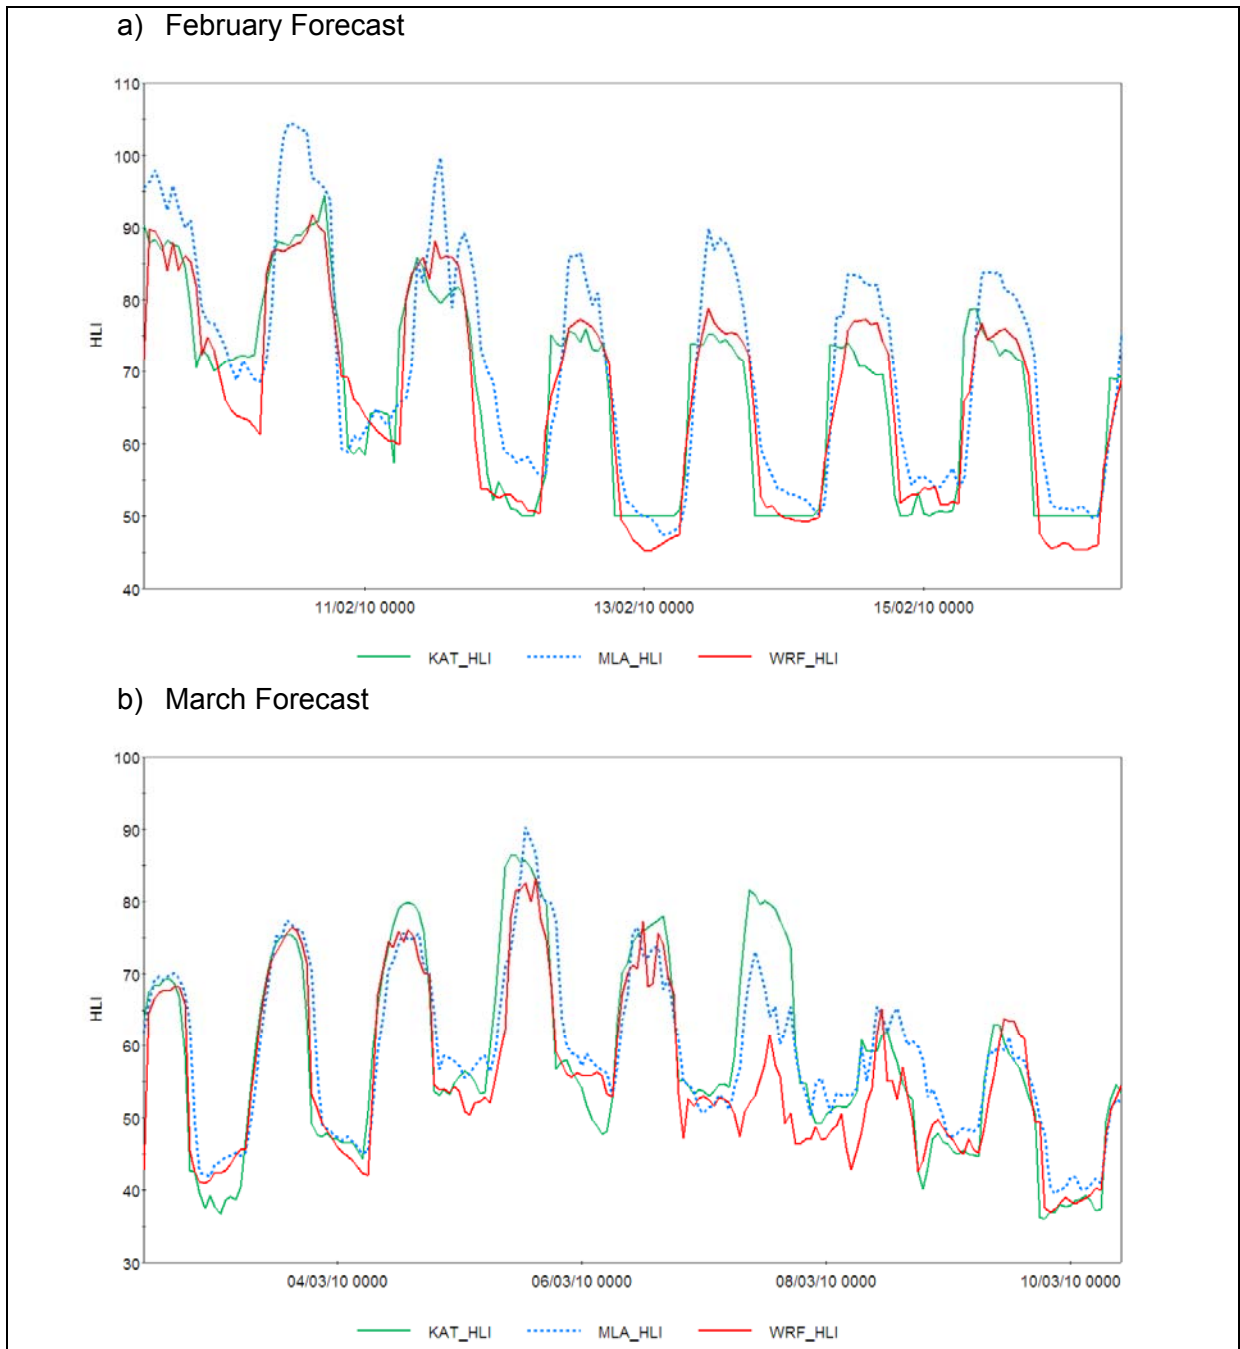 a) February Forecast
110
100
90
80
70
60
50
40
HLI
11/02/10 0000 13/02/10 0000 15/02/10 0000
KAT_HLI MLA_HLI WRF_HLI
b) March Forecast
100
90
80
70
60
50
40
30
HLI
04/03/10 0000 06/03/10 0000 08/03/10 0000 10/03/10 0000
KAT_HLI MLA_HLI WRF_HLI